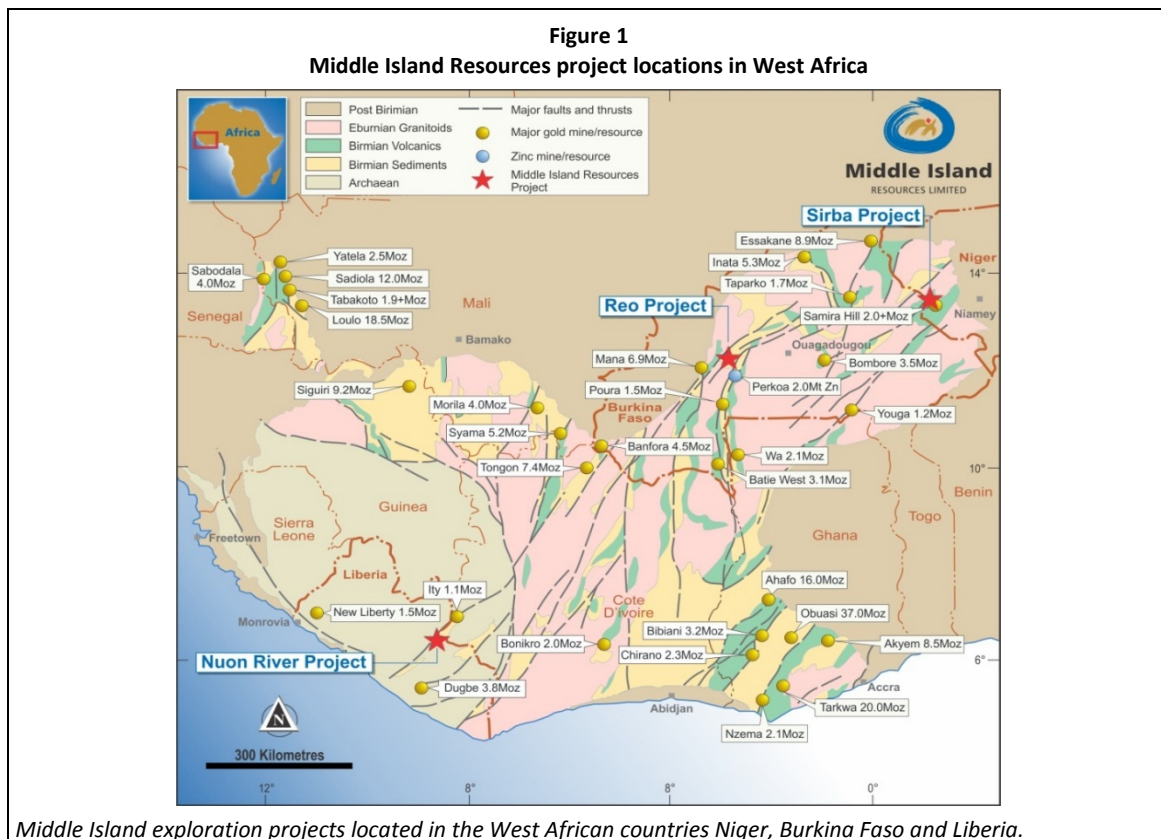 Figure 1
Middle Island Resources project locations in West Africa
Africa
Post Birimian
Eburnian Granitoids
Birmian Volcanics
Birmian Sediments
Archaean
Major faults and thrusts
Major gold mine/resource
Zinc mine/resource
Middle Island Resources
Project
Middle Island
RESOURCES LIMITED
Sirba Project
Essakane 8.9Moz
Inata 5.3Moz
Niger
14°
Yatela 2.5Moz
Sabodala
4.0Moz
Sadiola 12.0Moz
Tabakoto 1.9+Moz
Loulo 18.5Moz
Taparko 1.7Moz
Senegal
Mali
Reo Project
Samira Hill 2.0+Moz
Niamey
Bamako
Ouagadougou
Mana 6.9Moz
Bombore 3.5Moz
Perkoa 2.0Mt Zn
Siguiri 9.2Moz
Poura 1.5Moz
Morila 4.0Moz
Burkina
Faso
Youga 1.2Moz
Syama 5.2Moz
Banfora 4.5Moz
Wa 2.1Moz
Tongon 7.4Moz
10°
Batie West 3.1Moz
Benin
Guinea
Togo
Sierra
Leone
Freetown
Ghana
Liberia
Ity 1.1Moz
Ahafo 16.0Moz
Cote
D'ivoire
New Liberty 1.5Moz
Obuasi 37.0Moz
Monrovia
Bibiani 3.2Moz
Bonikro 2.0Moz
Akyem 8.5Moz
Chirano 2.3Moz
6°
Nuon River Project
Dugbe 3.8Moz
Accra
Abidjan
Tarkwa 20.0Moz
N
Nzema 2.1Moz
300 Kilometres
12°
8°
8°
0°
Middle Island exploration projects located in the West African countries Niger, Burkina Faso and Liberia.